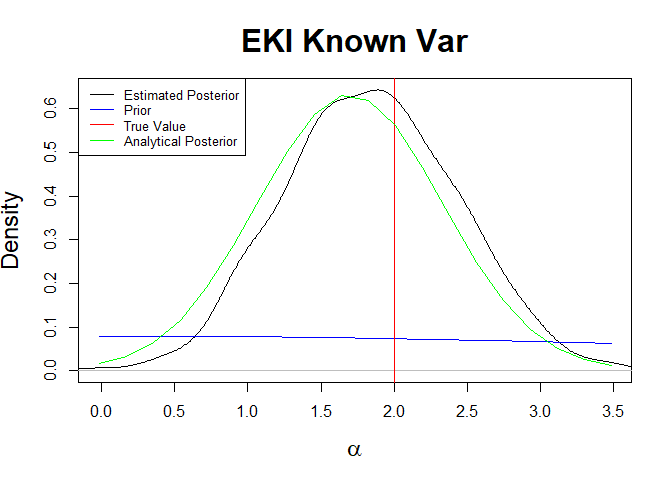 EKI Known Var
Estimated Posterior
Prior
True Value
Analytical Posterior
Density
0.0 0.1 0.2 0.3 0.4 0.5 0.6
0.0 0.5 1.0 1.5 2.0 2.5 3.0 3.5
α